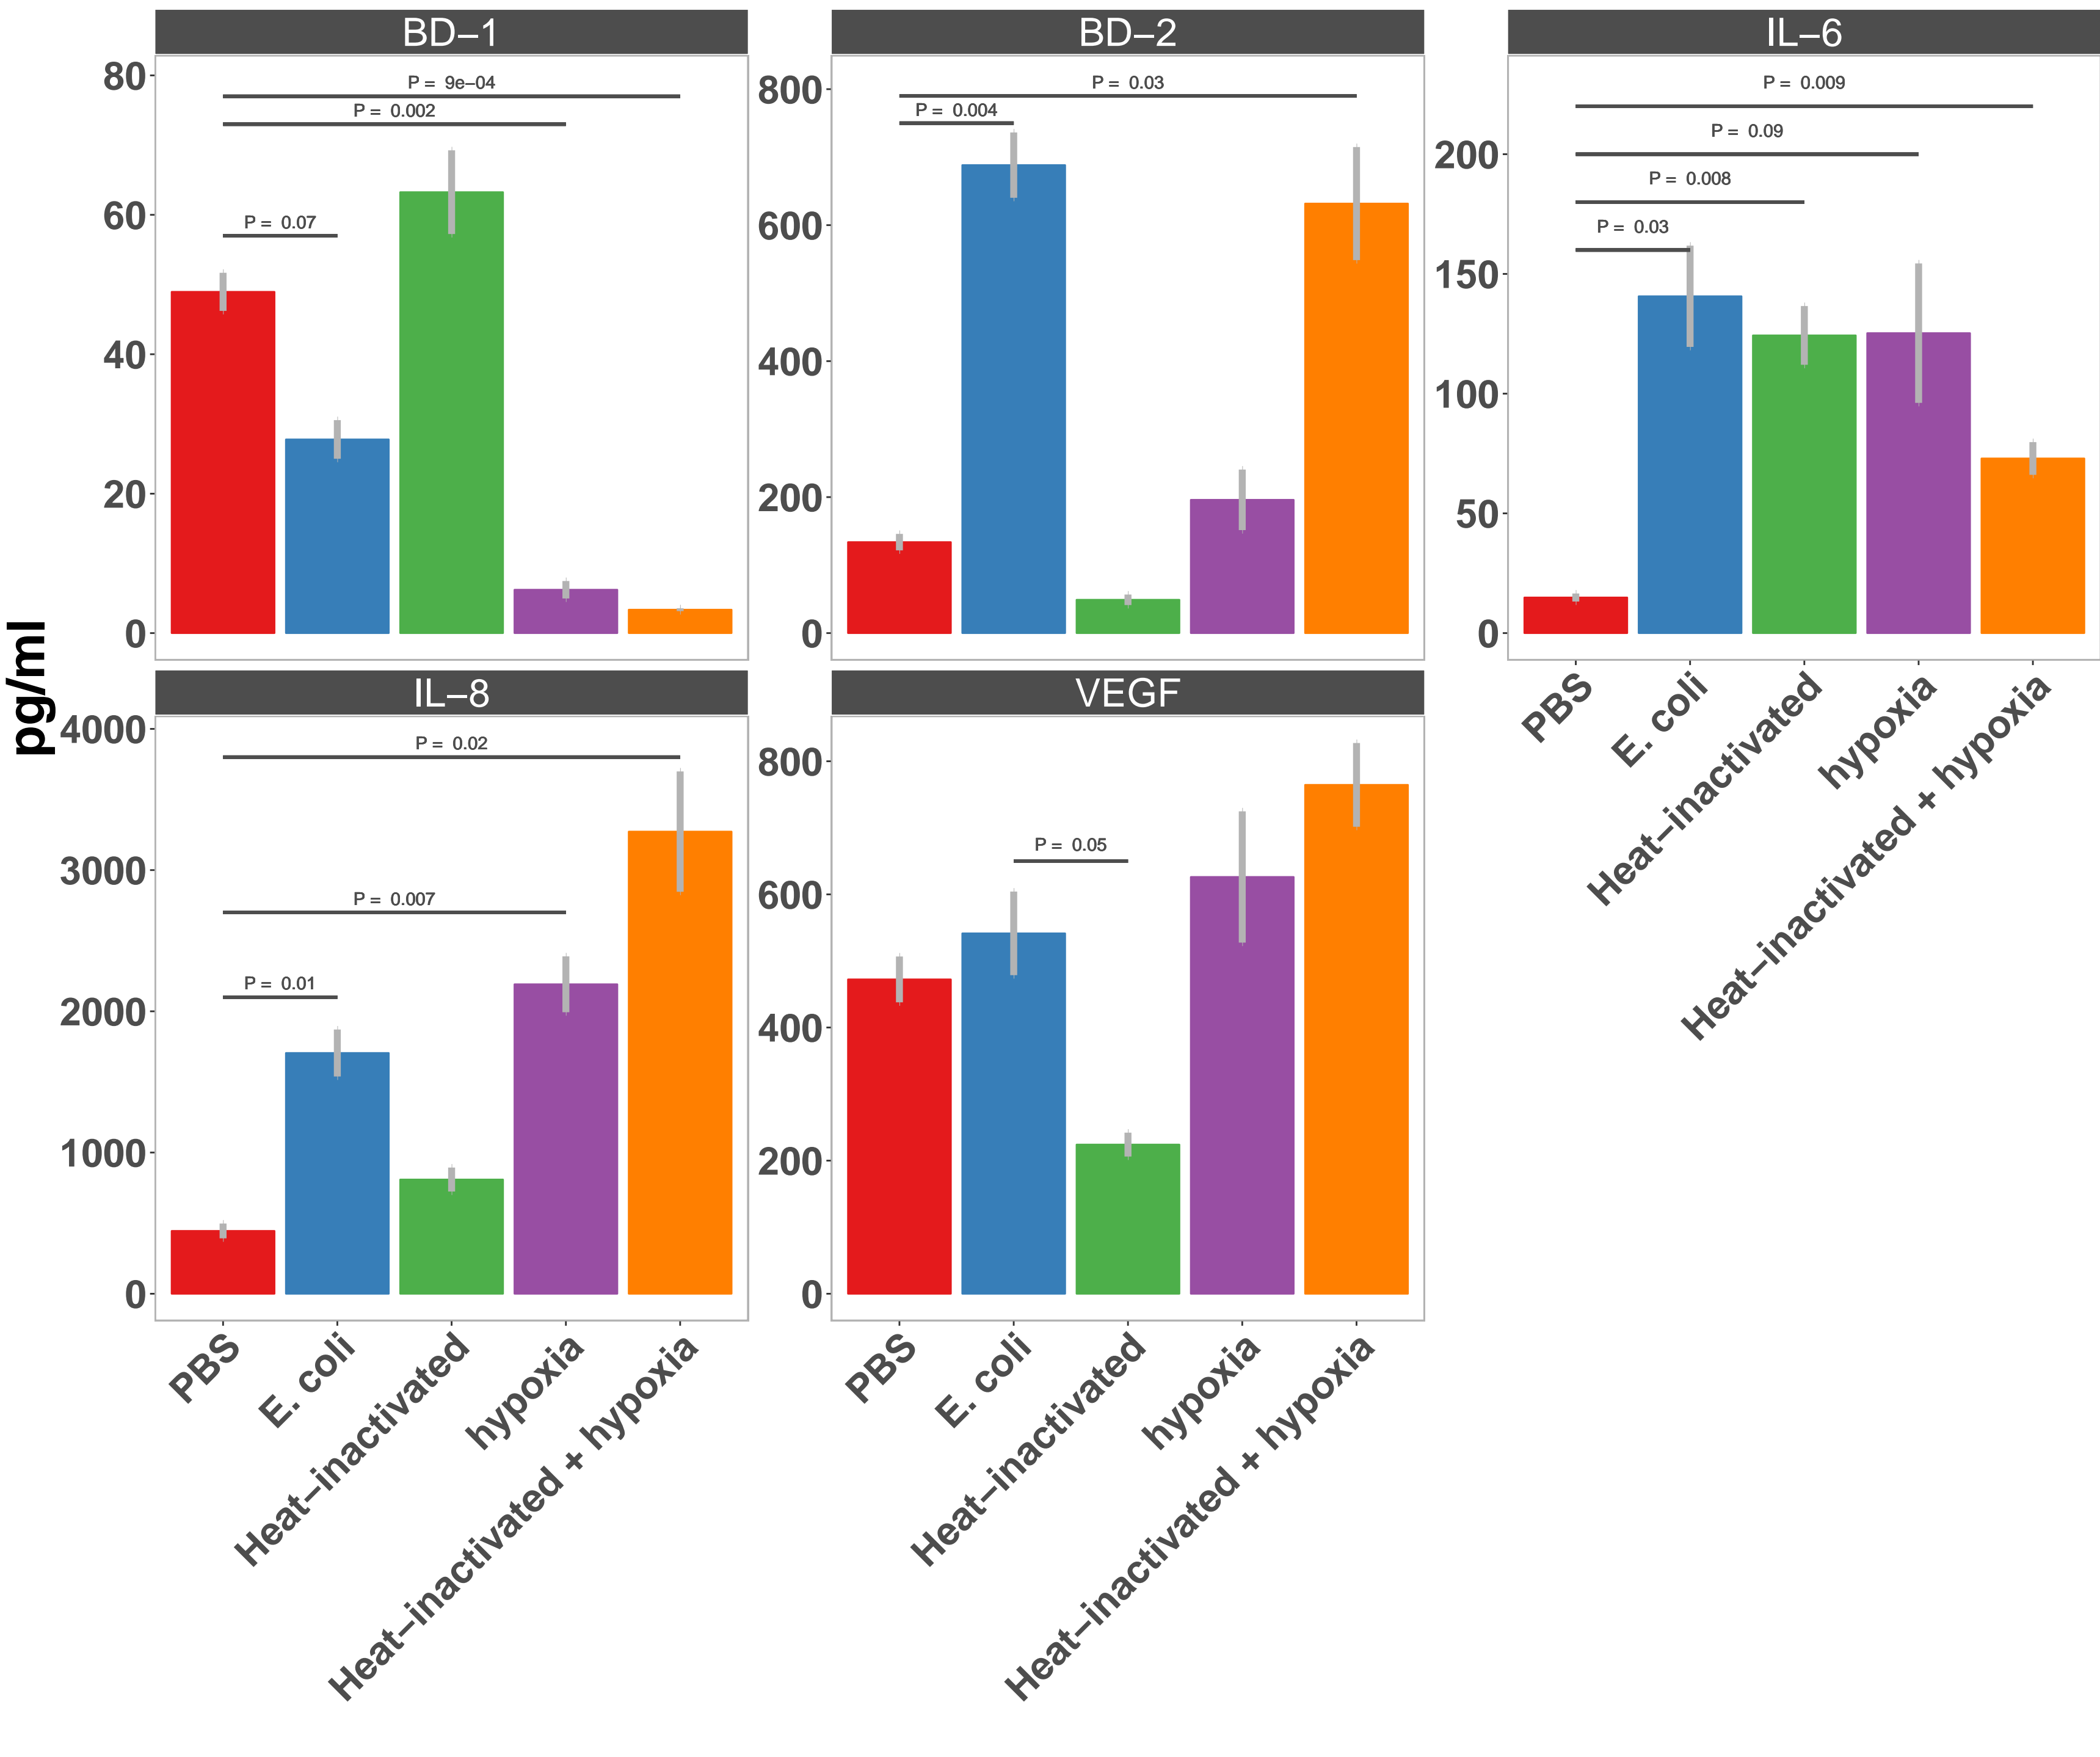 pg/ml
BD–1
80
60
40
20
0
P = 9e–04
P = 0.002
P = 0.07
BD–2
800
600
400
200
0
P = 0.03
P = 0.004
IL–6
200
150
100
50
0
P = 0.009
P = 0.09
P = 0.008
P = 0.03
PBS
E. coli
Heat–inactivated
hypoxia
Heat–inactivated + hypoxia
IL–8
4000
3000
2000
1000
0
P = 0.02
P = 0.007
P = 0.01
PBS
E. coli
Heat–inactivated
hypoxia
Heat–inactivated + hypoxia
VEGF
800
600
400
200
0
P = 0.05
PBS
E. coli
Heat–inactivated
hypoxia
Heat–inactivated + hypoxia